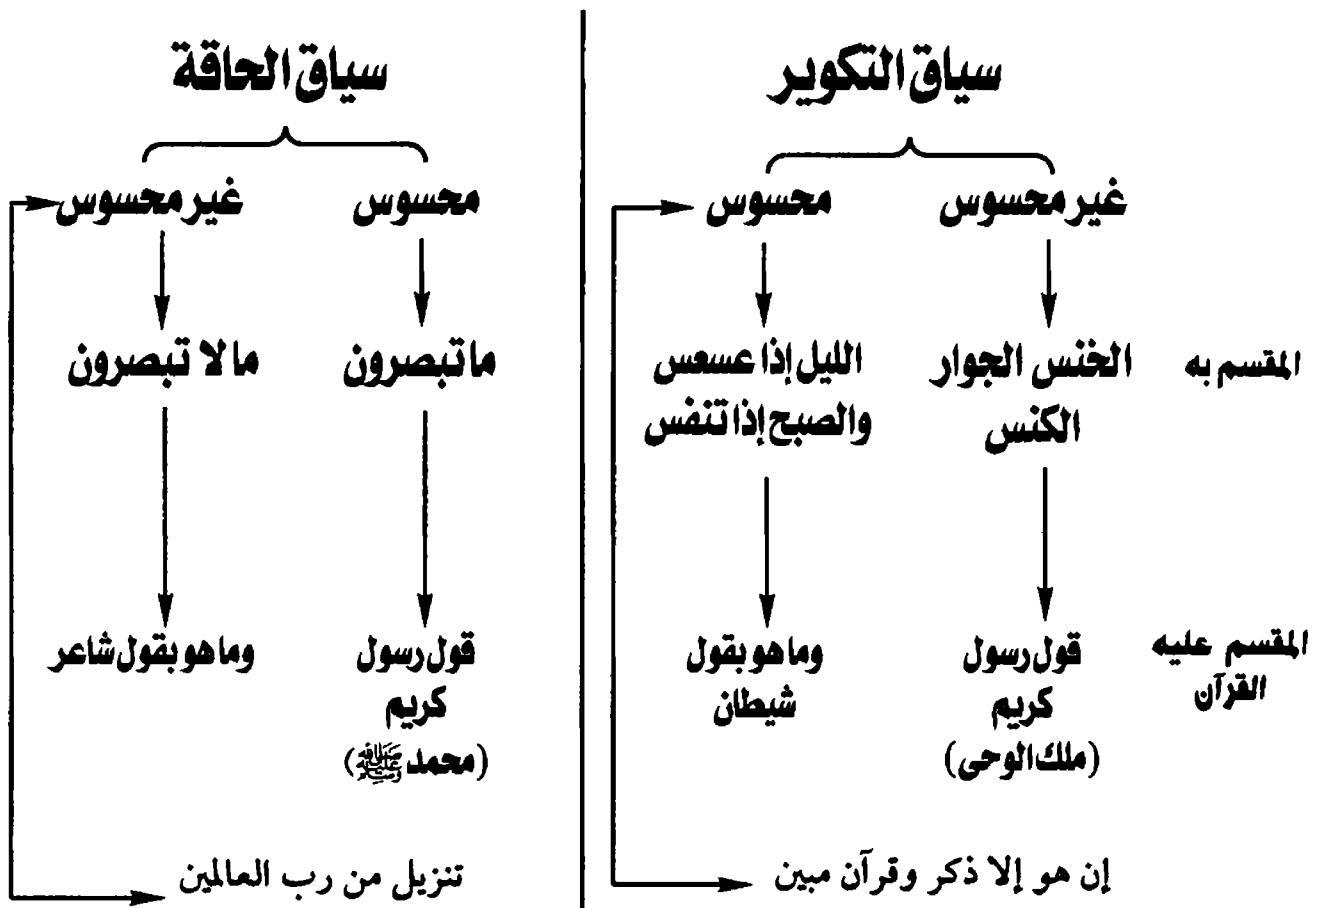 سياق التكوير
غير محسوس
محسوس
المقسم به
الخنس الجوار
الكنس
الليل إذا عسعس
والصبح إذا تنفس
المقسم عليه
القرآن
قول رسول
كريم
(ملك الوحى)
وما هو بقول
شيطان
إن هو إلا ذكر وقرآن مبين
سياق الحاقة
محسوس
غير محسوس
ما تبصرون
ما لا تبصرون
قول رسول
كريم
(محمد ﷺ)
وما هو بقول شاعر
تنزيل من رب العالمين